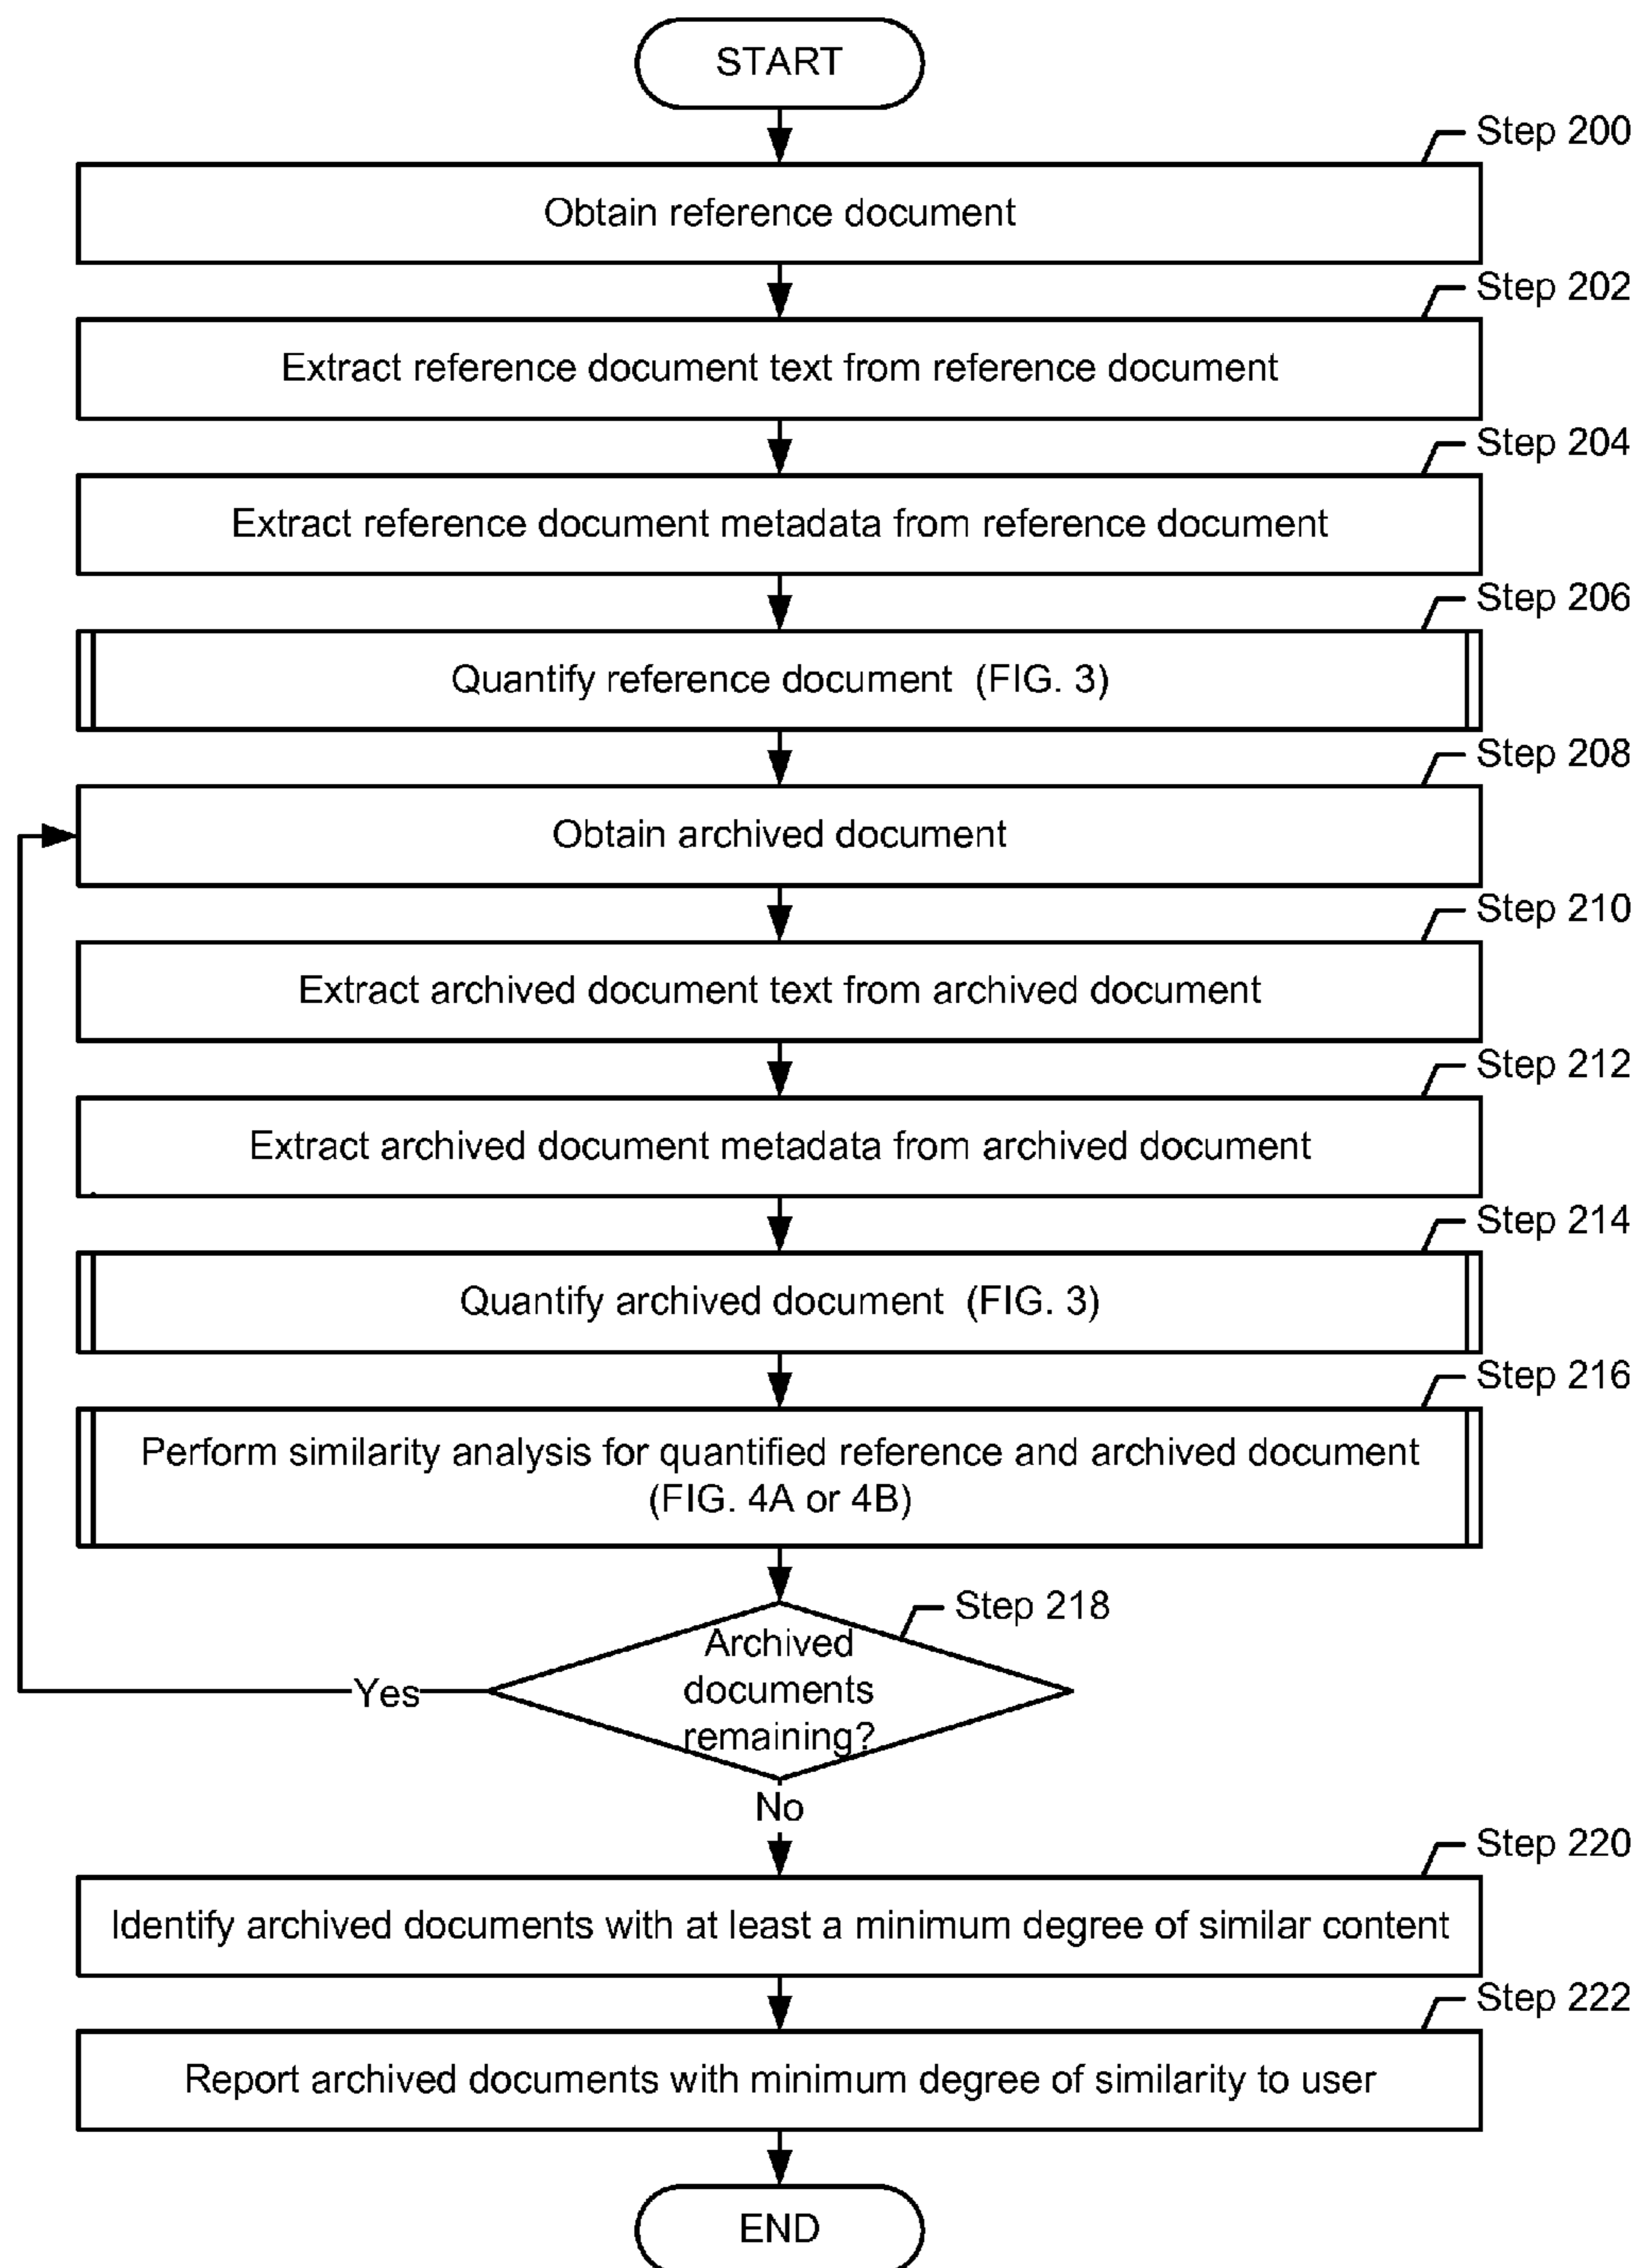 START
Step 200
Obtain reference document
Step 202
Extract reference document text from reference document
Step 204
Extract reference document metadata from reference document
Step 206
Quantify reference document (FIG. 3)
Step 208
Obtain archived document
Step 210
Extract archived document text from archived document
Step 212
Extract archived document metadata from archived document
Step 214
Quantify archived document (FIG. 3)
Step 216
Perform similarity analysis for quantified reference and archived document
(FIG. 4A or 4B)
Step 218
Archived
documents
remaining?
Yes
No
Step 220
Identify archived documents with at least a minimum degree of similar content
Step 222
Report archived documents with minimum degree of similarity to user
END